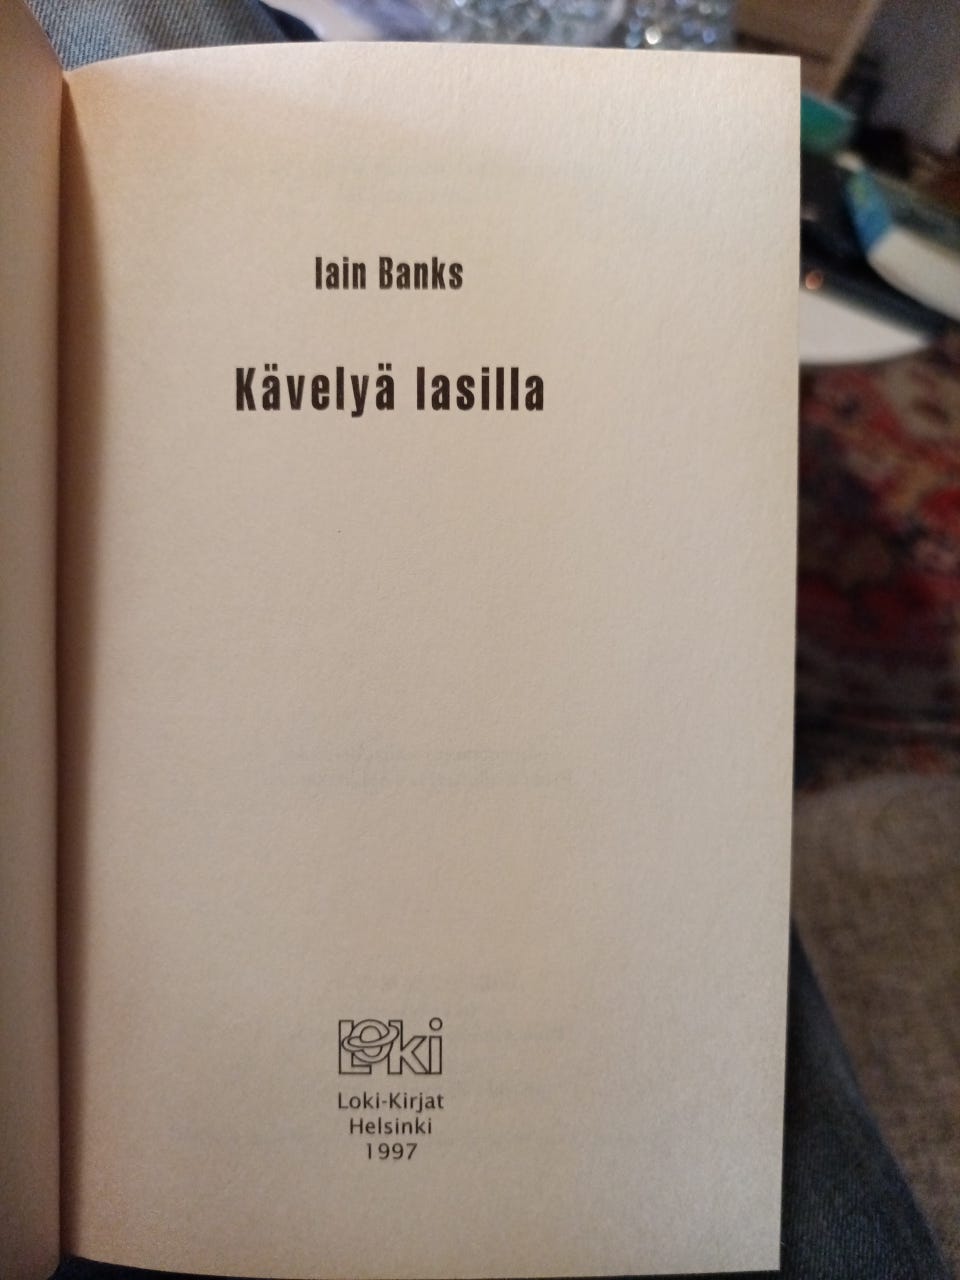 Iain Banks
Kävelyä lasilla
Loki
Loki-Kirjat
Helsinki
1997